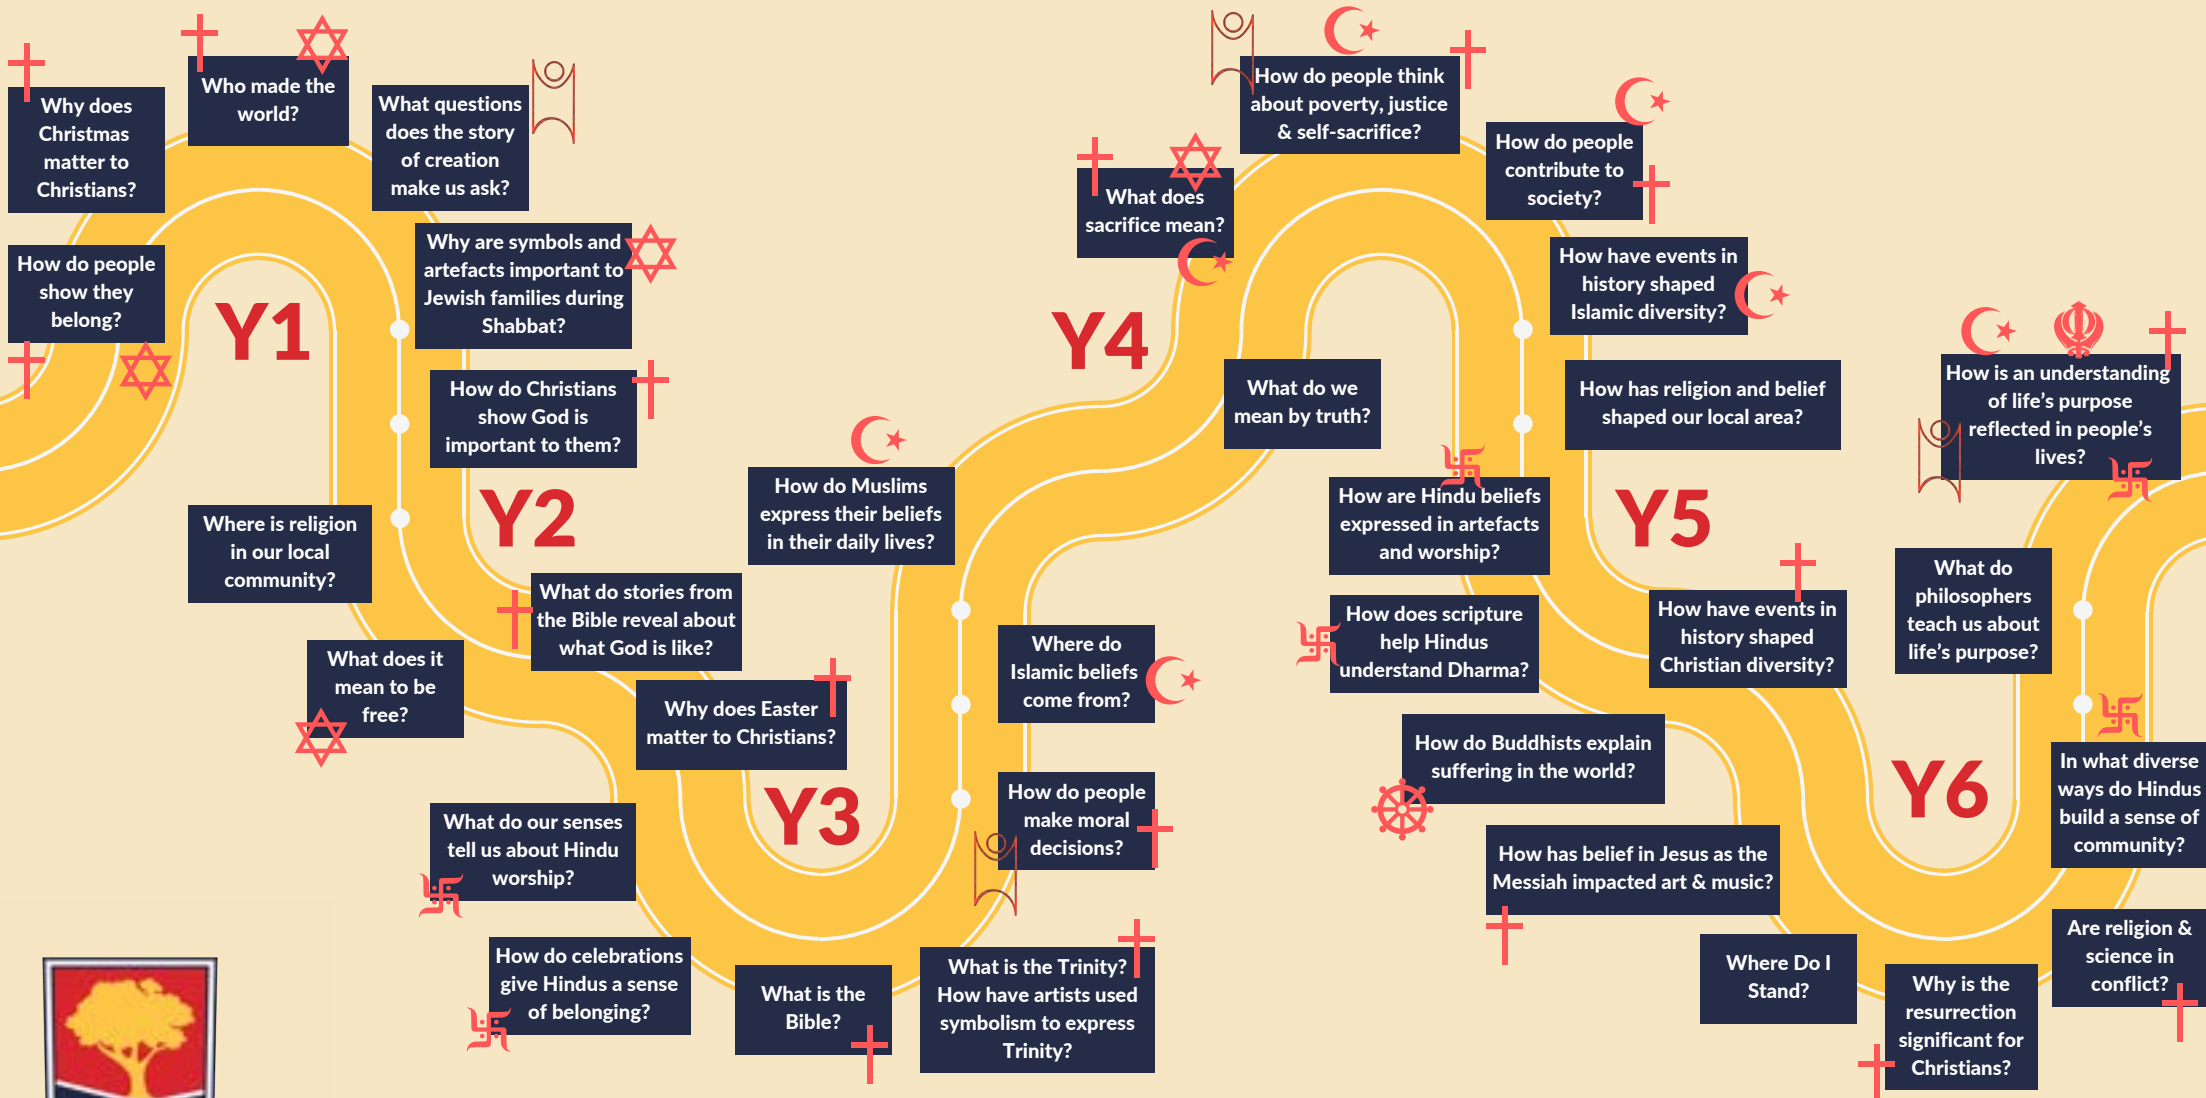 Why does
Christmas
matter to
Christians?
Who made the
world?
What questions
does the story
of creation
make us ask?
How do people
show they
belong?
Y1
Why are symbols and
artefacts important to
Jewish families during
Shabbat?
How do Christians
show God is
important to them?
Where is religion
in our local
community?
Y2
What does it
mean to be
free?
What do stories from
the Bible reveal about
what God is like?
Why does Easter
matter to Christians?
What do our senses
tell us about Hindu
worship?
Y3
How do celebrations
give Hindus a sense
of belonging?
What is the
Bible?
What is the Trinity?
How have artists used
symbolism to express
Trinity?
How do people
make moral
decisions?
Where do
Islamic beliefs
come from?
How do Muslims
express their beliefs
in their daily lives?
Y4
What do we
mean by truth?
What does
sacrifice mean?
How do people think
about poverty, justice
& self-sacrifice?
How do people
contribute to
society?
How have events in
history shaped
Islamic diversity?
How has religion and belief
shaped our local area?
How are Hindu beliefs
expressed in artefacts
and worship?
Y5
How does scripture
help Hindus
understand Dharma?
How have events in
history shaped
Christian diversity?
How do Buddhists explain
suffering in the world?
How has belief in Jesus as the
Messiah impacted art & music?
Where Do I
Stand?
Y6
Why is the
resurrection
significant for
Christians?
Are religion &
science in
conflict?
In what diverse
ways do Hindus
build a sense of
community?
What do
philosophers
teach us about
life's purpose?
How is an understanding
of life's purpose
reflected in people's
lives?